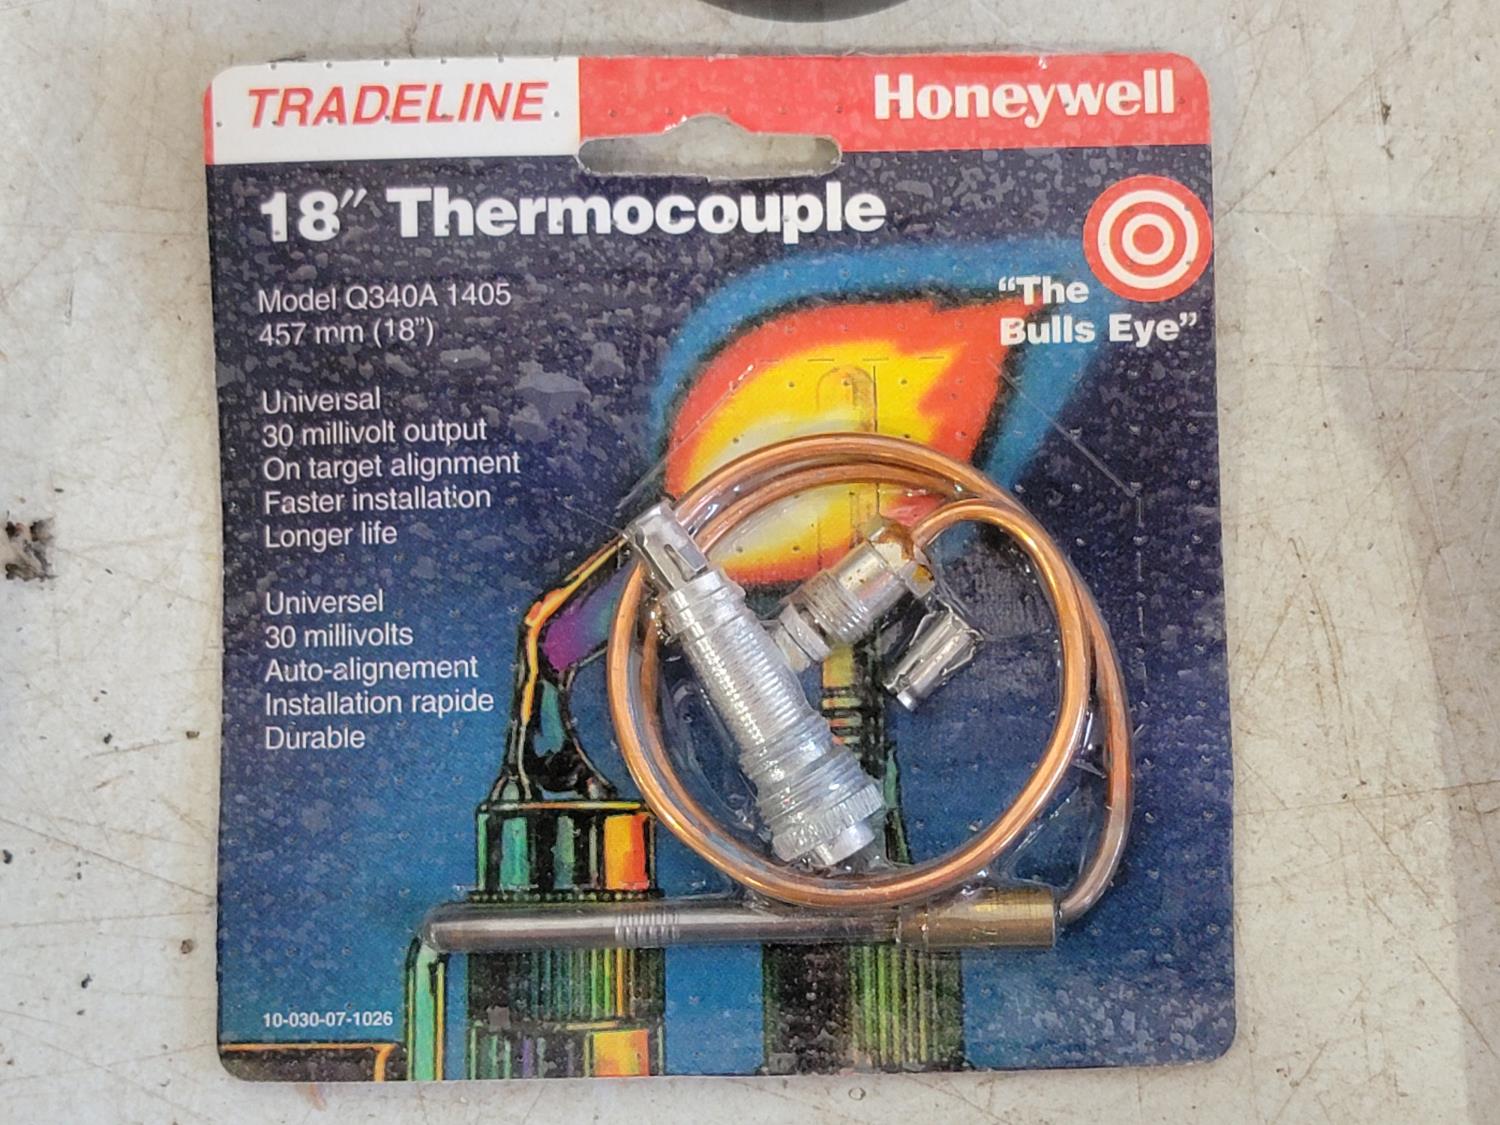 TRADELINE
Honeywell
18″ Thermocouple
Model Q340A 1405
457 mm (18”)
“The
Bulls Eye”
Universal
30 millivolt output
On target alignment
Faster installation
Longer life
Universel
30 millivolts
Auto-alignement
Installation rapide
Durable
10-030-07-1026